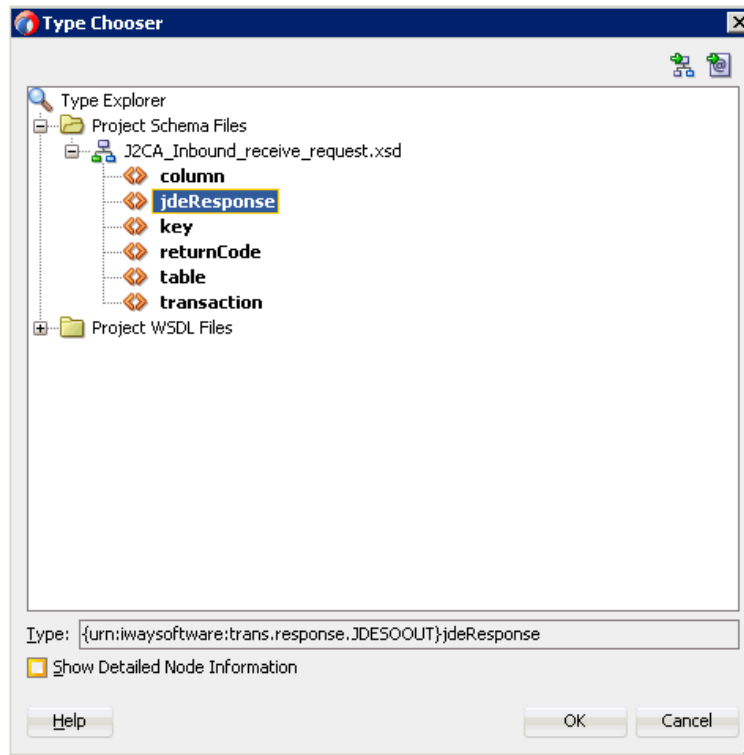 Type Chooser
Type Explorer
Project Schema Files
J2CA_Inbound_receive_request.xsd
column
jdeResponse
key
returnCode
table
transaction
Project WSDL Files
Type: {urn:iwaysoftware:trans.response.JDESOOUT}jdeResponse
Show Detailed Node Information
Help OK Cancel